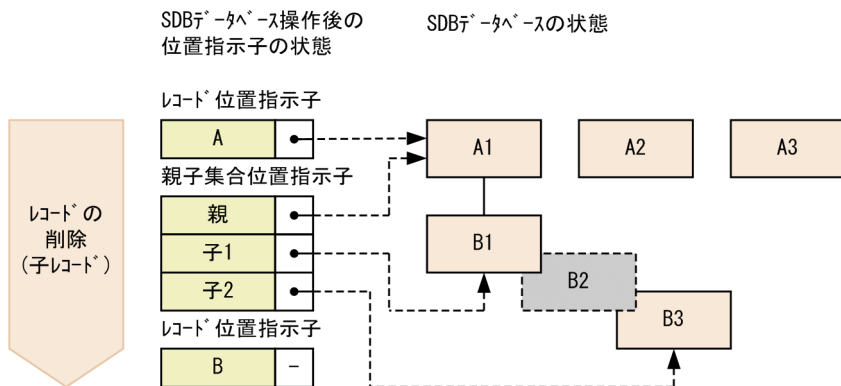 SDBﾃﾞｰﾀﾍﾞｰｽ操作後の
位置指示子の状態
SDBﾃﾞｰﾀﾍﾞｰｽの状態
ﾚｺｰﾄﾞの
削除
(子ﾚｺｰﾄﾞ)
ﾚｺｰﾄﾞ位置指示子
A
親子集合位置指示子
親
子1
子2
ﾚｺｰﾄﾞ位置指示子
B
-
A1
A2
A3
B1
B2
B3